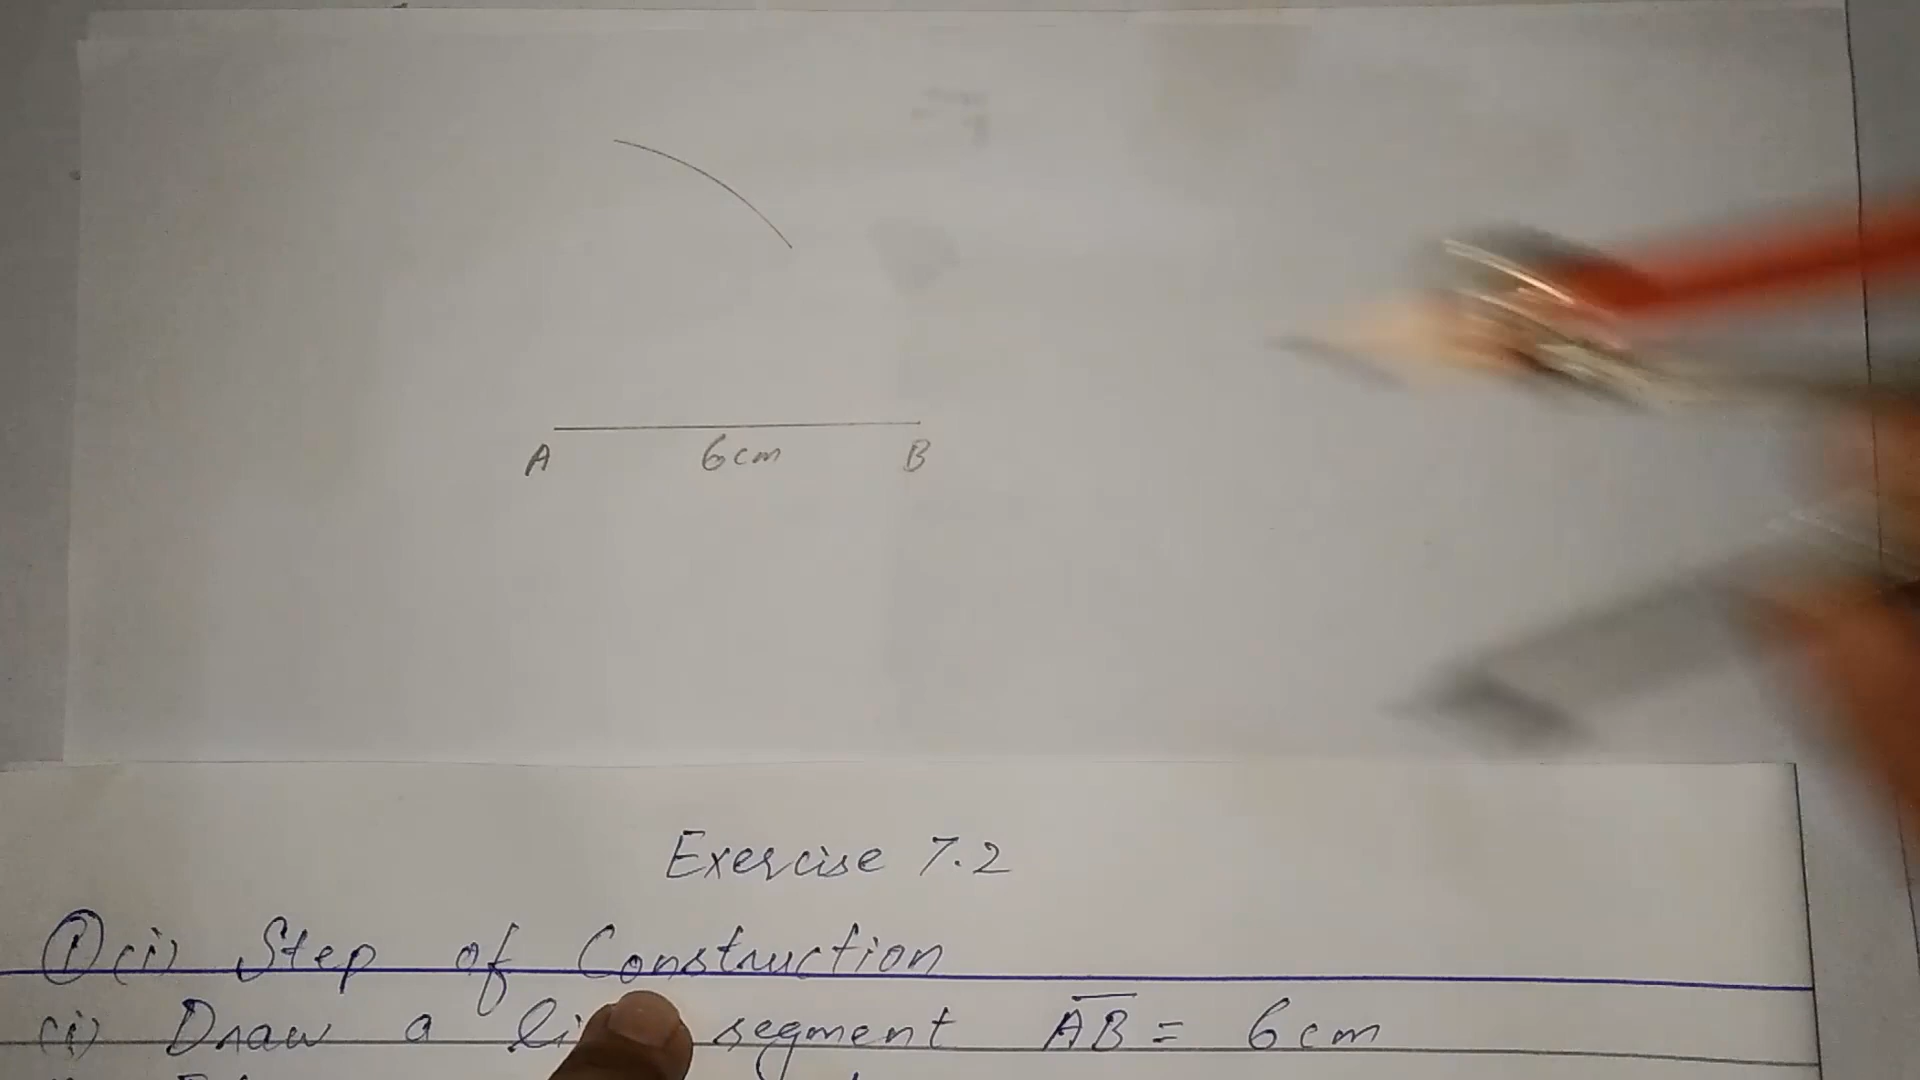 A 6cm B
Exercise 7.2
① (i) Step of Construction
(i) Draw a segment AB = 6cm